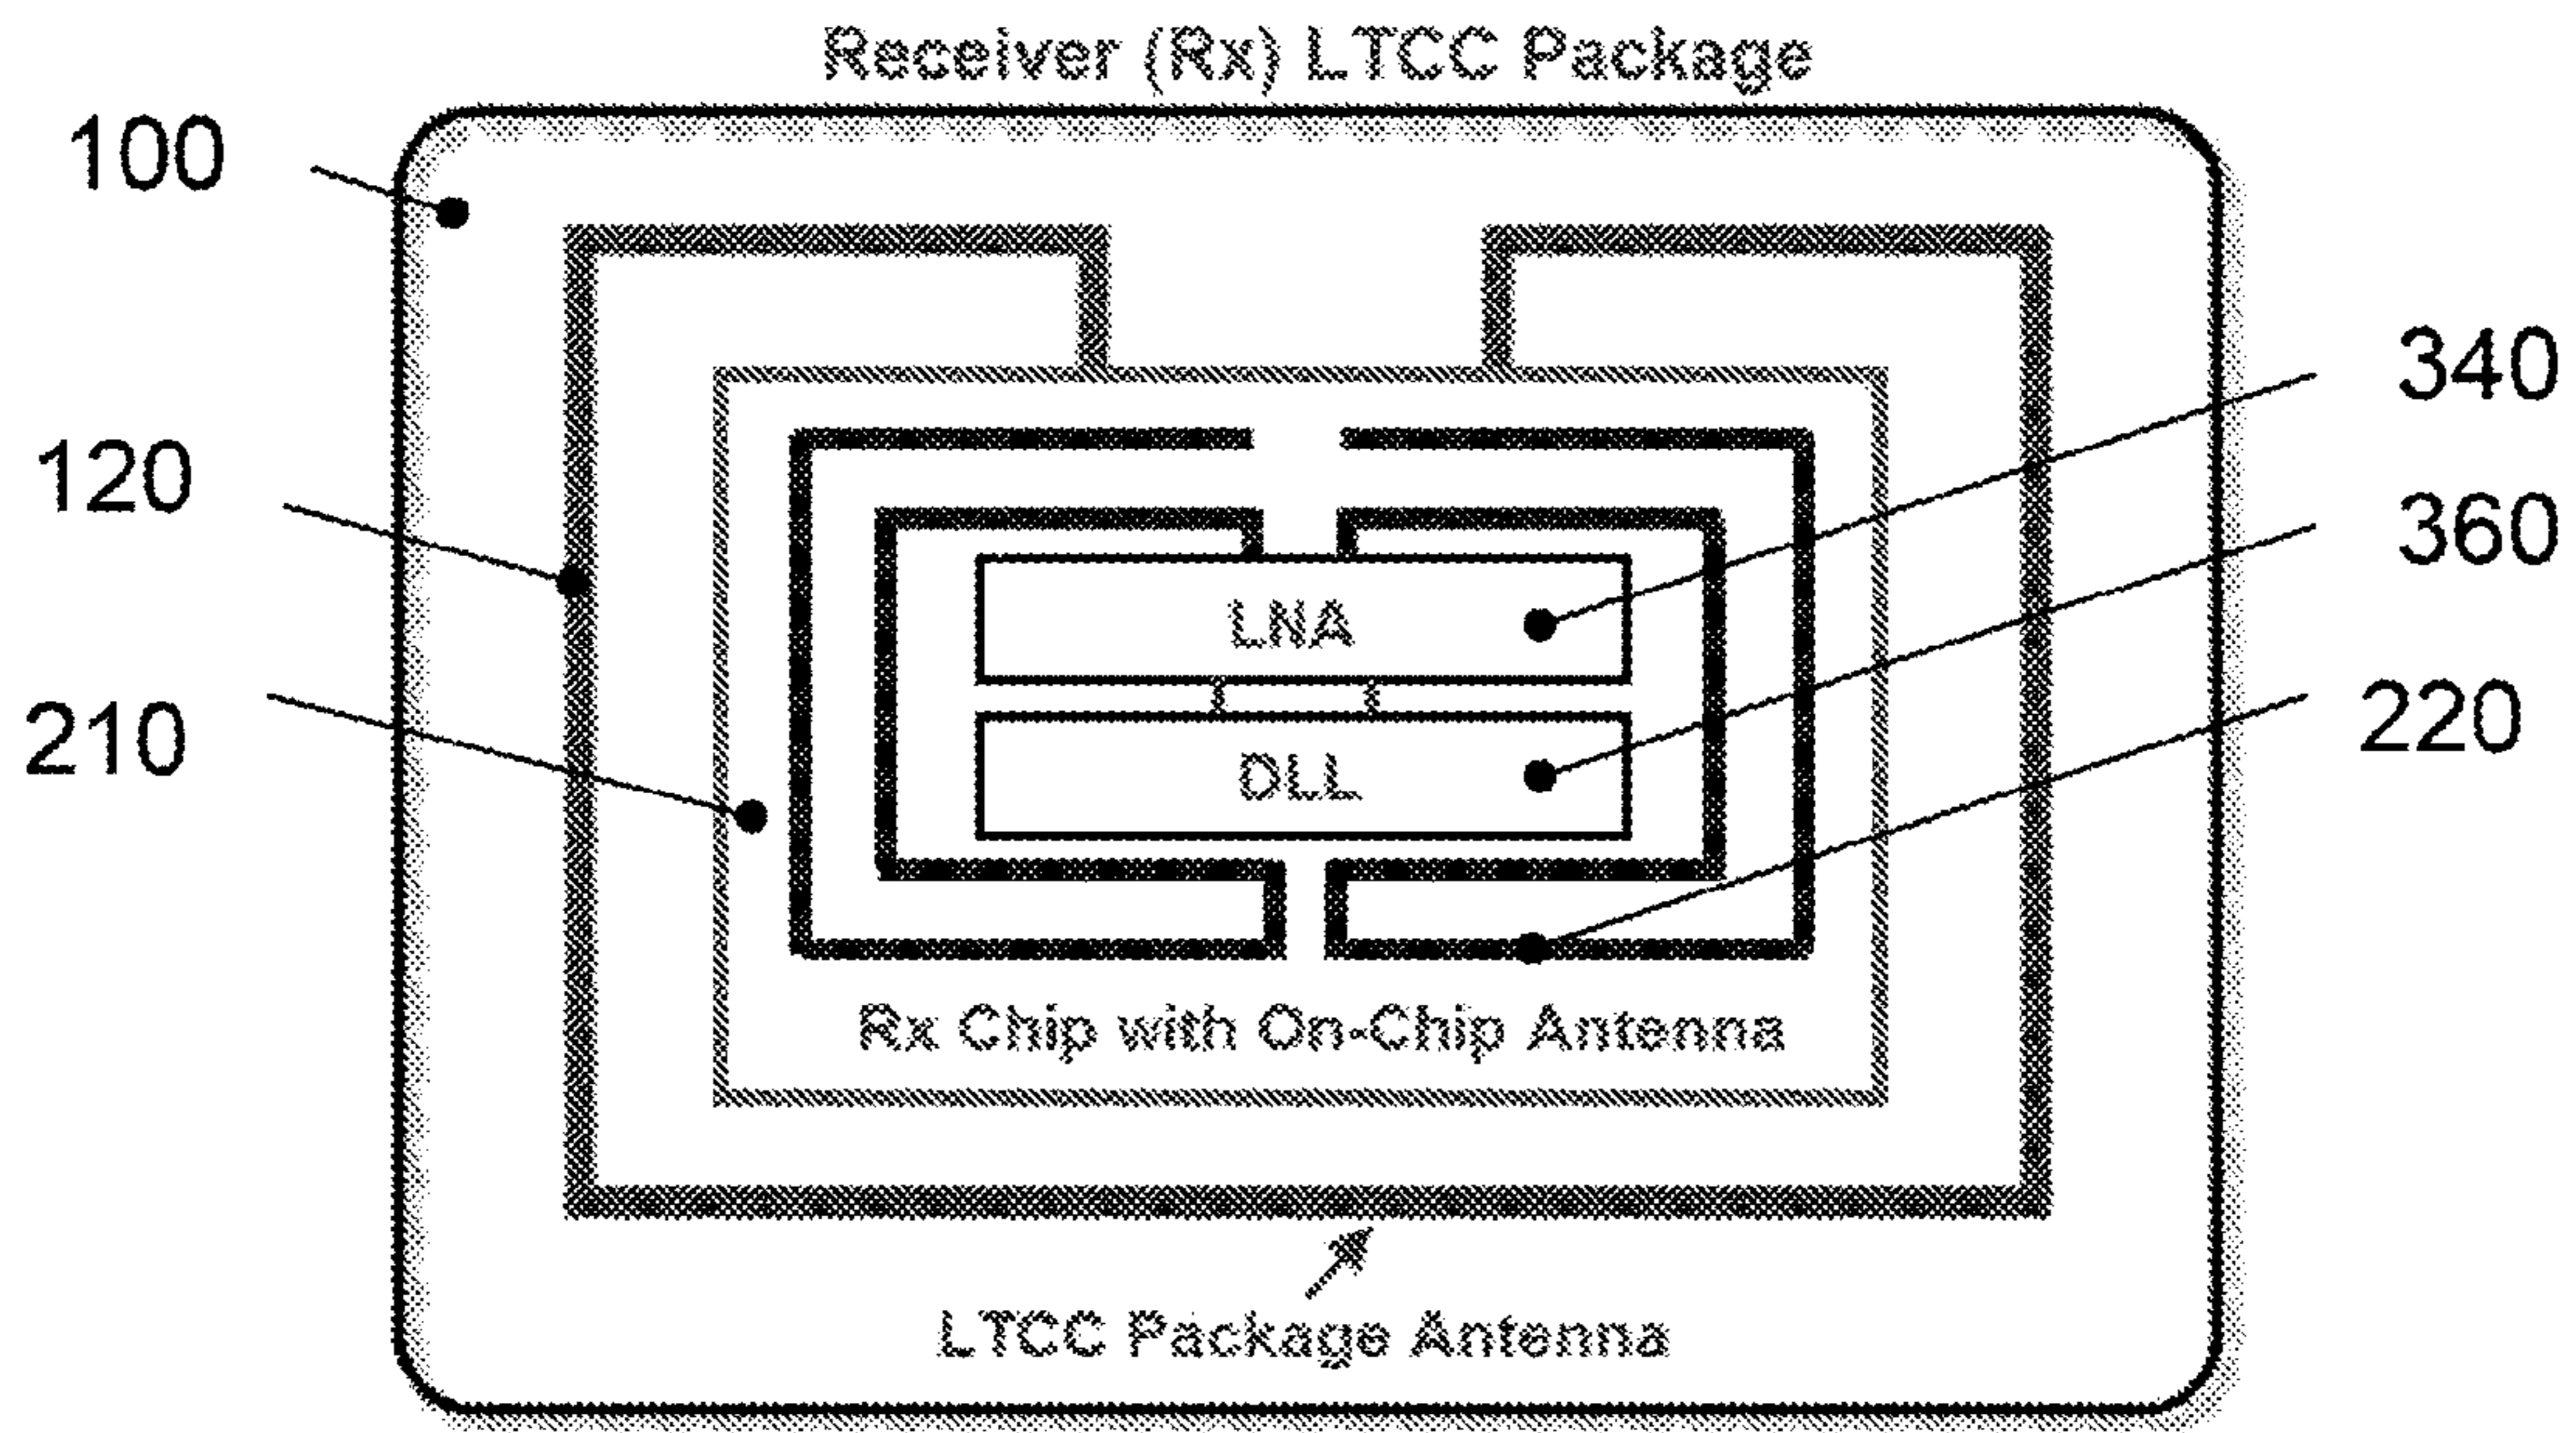 Receiver (Rx) LTCC Package
100
340
120
360
LNA
210
220
DLL
Rx Chip with On-Chip Antenna
LTCC Package Antenna